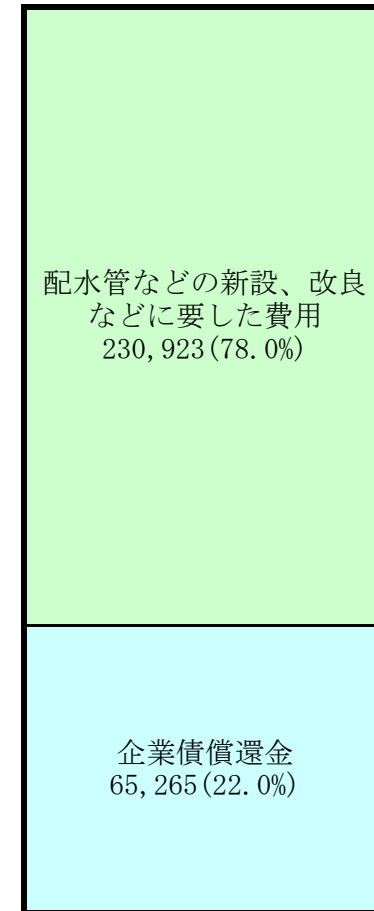 配水管などの新設、改良
などに要した費用
230,923(78.0%)
企業債償還金
65,265(22.0%)